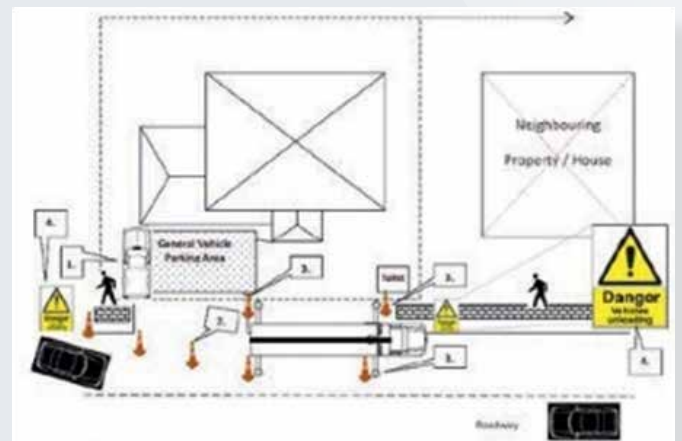 Neighbouring
Property / House
4.
1.
General Vehicle
Parking Area
3.
Toilet
3.
2.
Danger
Danger
Vehicles
unloading
3.
4.
Roadway